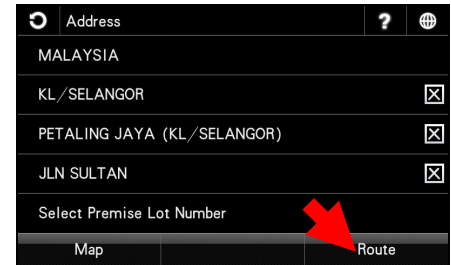 Address ?
MALAYSIA
KL/SELANGOR
PETALING JAYA (KL/SELANGOR)
JLN SULTAN
Select Premise Lot Number
Map Route